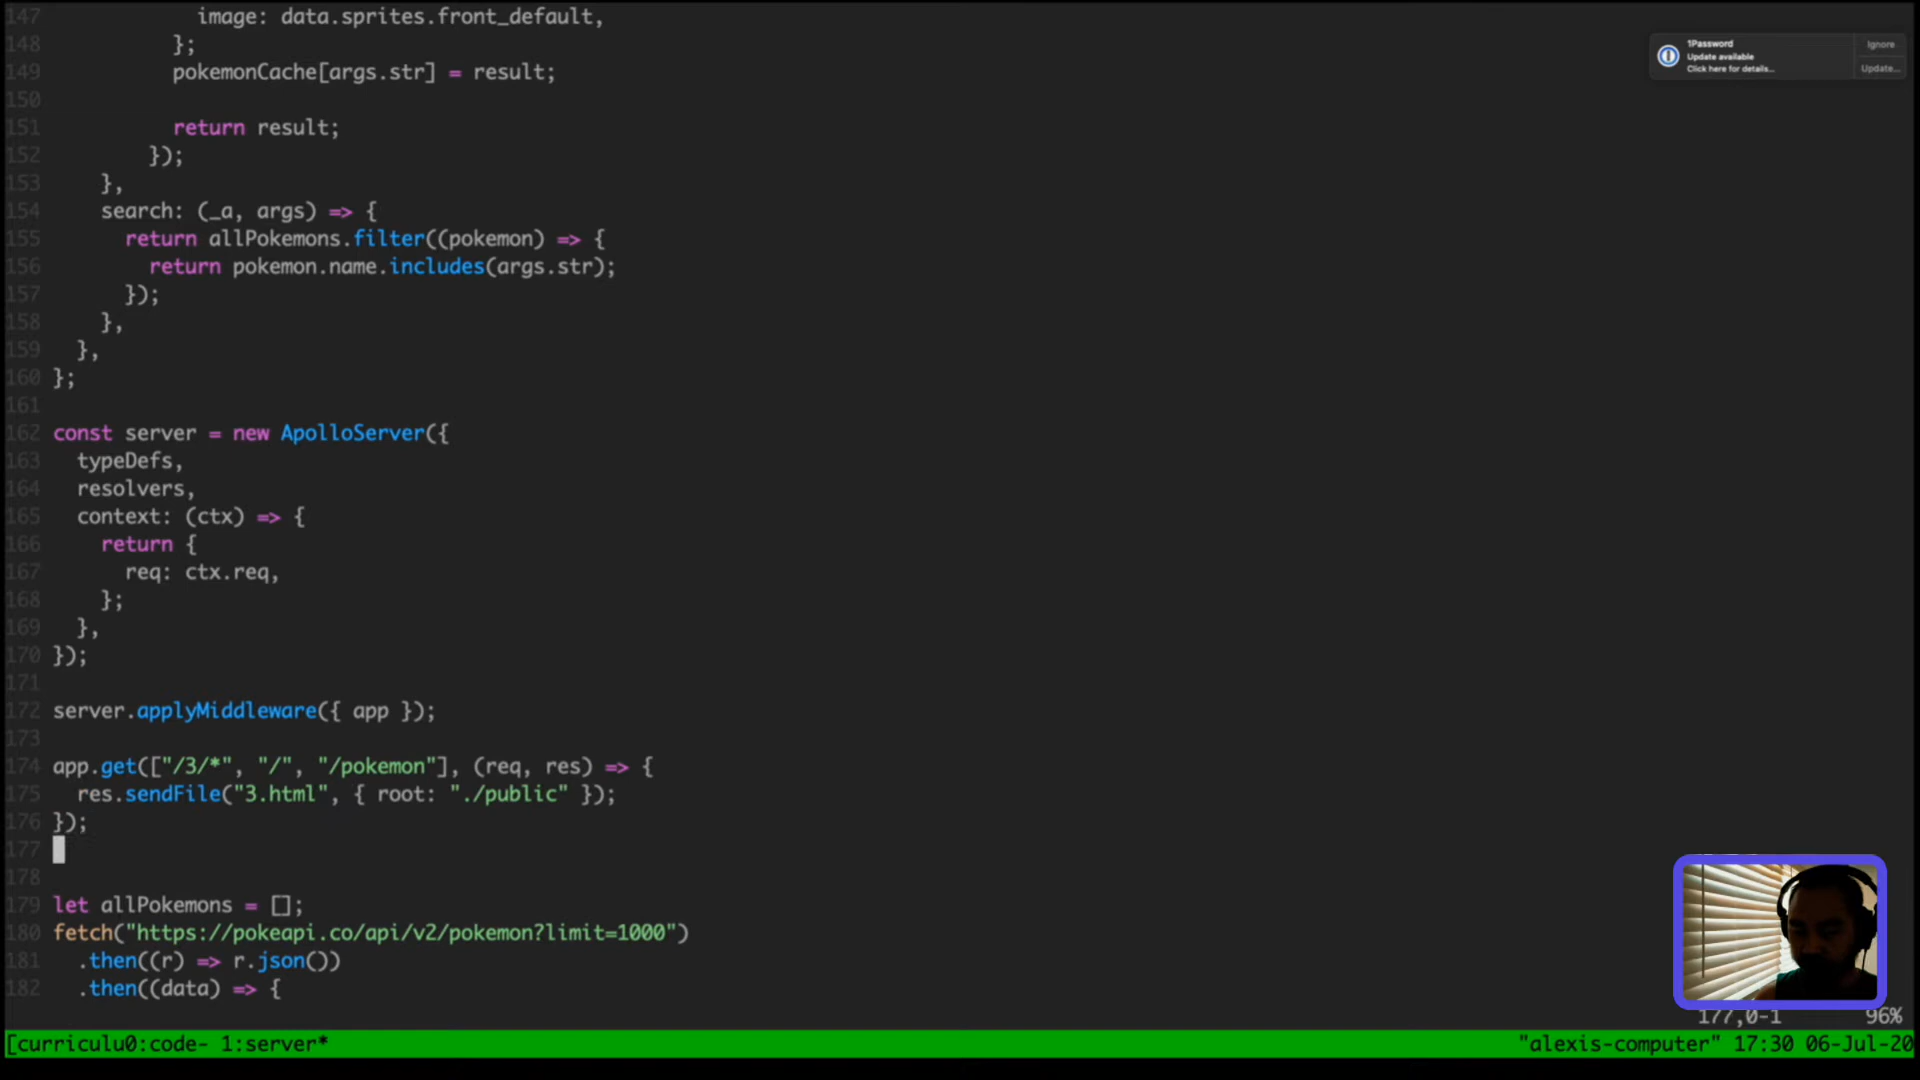 147             image: data.sprites.front_default,
148           };
149           pokemonCache[args.str] = result;
150
151           return result;
152         });
153     },
154     search: (_a, args) => {
155       return allPokemons.filter((pokemon) => {
156         return pokemon.name.includes(args.str);
157       });
158     },
159   },
160 };
161
162 const server = new ApolloServer({
163   typeDefs,
164   resolvers,
165   context: (ctx) => {
166     return {
167       req: ctx.req,
168     };
169   },
170 });
171
172 server.applyMiddleware({ app });
173
174 app.get(["/3/*", "/", "/pokemon"], (req, res) => {
175   res.sendFile("3.html", { root: "./public" });
176 });
177
178
179 let allPokemons = [];
180 fetch("https://pokeapi.co/api/v2/pokemon?limit=1000")
181   .then((r) => r.json())
182   .then((data) => {
1Password
Update available
Click here for details...
Ignore
Update...
177,0-1 96%
[curriculu0:code- 1:server* "alexis-computer" 17:30 06-Jul-20